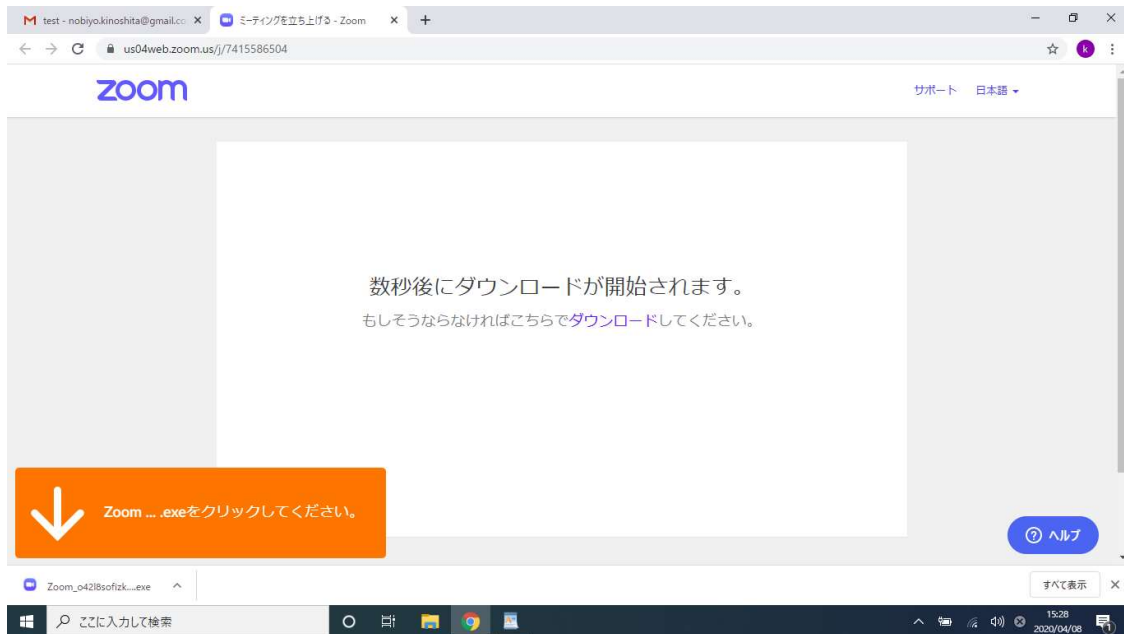 test - nobiyo.kinoshita@gmail.co
ミーティングを立ち上げる - Zoom
us04web.zoom.us/j/7415586504
k
zoom
サポート 日本語
数秒後にダウンロードが開始されます。
もしそうならなければこちらでダウンロードしてください。
Zoom ... .exeをクリックしてください。
ヘルプ
Zoom_o42l8sofizk....exe
すべて表示
ここに入力して検索
15:28
2020/04/08
1